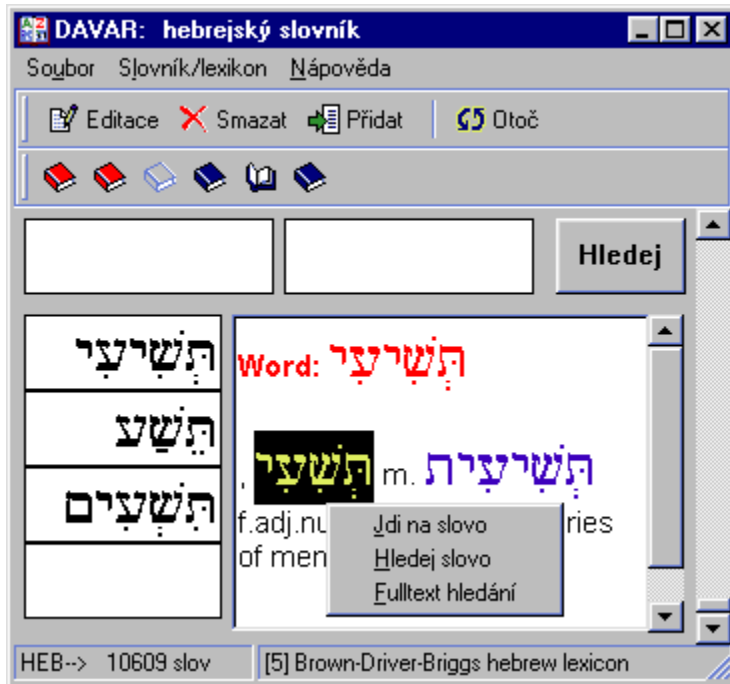 DAVAR: hebrejský slovník
Soubor Slovník/lexikon Nápověda
Editace Smazat Přidat Otoč
Hledej
תְּשִׁיעִי
תֵּשַׁע
תִּשְׁעִים
Word: תְּשִׁיעִי
, תְּשִׁעִי m. תְּשִׁיעִית
f.adj.nu ries
of men
Jdi na slovo
Hledej slovo
Fulltext hledání
HEB--> 10609 slov [5] Brown-Driver-Briggs hebrew lexicon